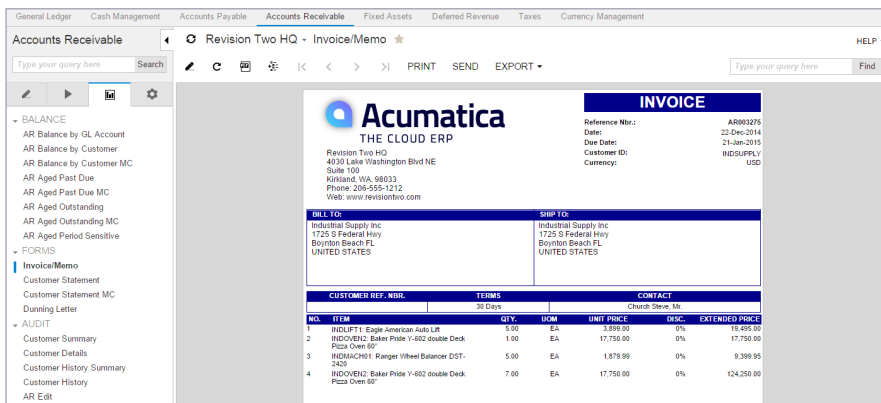 General Ledger Cash Management Accounts Payable Accounts Receivable Fixed Assets Deferred Revenue Taxes Currency Management
Accounts Receivable
Revision Two HQ - Invoice/Memo
HELP
Type your query here Search
PRINT SEND EXPORT
Type your query here Find
BALANCE
AR Balance by GL Account
AR Balance by Customer
AR Balance by Customer MC
AR Aged Past Due
AR Aged Past Due MC
AR Aged Outstanding
AR Aged Outstanding MC
AR Aged Period Sensitive
FORMS
Invoice/Memo
Customer Statement
Customer Statement MC
Dunning Letter
AUDIT
Customer Summary
Customer Details
Customer History Summary
Customer History
AR Edit
Acumatica
THE CLOUD ERP
Revision Two HQ
4030 Lake Washington Blvd NE
Suite 100
Kirkland, WA, 98033
Phone: 206-555-1212
Web: www.revisiontwo.com
INVOICE
Reference Nbr.: AR003275
Date: 22-Dec-2014
Due Date: 21-Jan-2015
Customer ID: INDSUPPLY
Currency: USD
BILL TO: SHIP TO:
Industrial Supply Inc Industrial Supply Inc
1725 S Federal Hwy 1725 S Federal Hwy
Boynton Beach FL Boynton Beach FL
UNITED STATES UNITED STATES
CUSTOMER REF. NBR. TERMS CONTACT
30 Days Church Steve, Mr.
NO. ITEM QTY. UOM UNIT PRICE DISC. EXTENDED PRICE
1 INDLIFT1: Eagle American Auto Lift 5.00 EA 3,899.00 0% 19,495.00
2 INDOVEN2: Baker Pride Y-602 double Deck 1.00 EA 17,750.00 0% 17,750.00
Pizza Oven 60"
3 INDMACH01: Ranger Wheel Balancer DST- 5.00 EA 1,879.99 0% 9,399.95
2420
4 INDOVEN2: Baker Pride Y-602 double Deck 7.00 EA 17,750.00 0% 124,250.00
Pizza Oven 60"